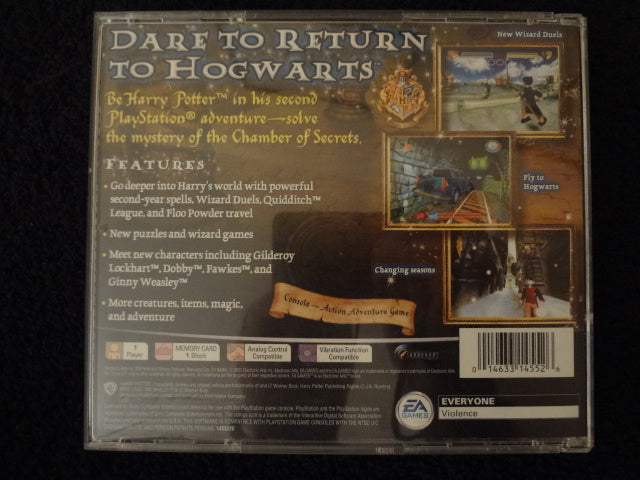 DARE TO RETURN
TO HOGWARTS™
Be Harry Potter™ in his second
PlayStation® adventure—solve
the mystery of the Chamber of Secrets.
FEATURES
• Go deeper into Harry's world with powerful
second-year spells, Wizard Duels, Quidditch™
League, and Floo Powder travel
• New puzzles and wizard games
• Meet new characters including Gilderoy
Lockhart™, Dobby™, Fawkes™, and
Ginny Weasley™
• More creatures, items, magic,
and adventure
New Wizard Duels
Fly to
Hogwarts
Changing seasons
Console — Action Adventure Game
1
Player
MEMORY CARD
1 Block
Analog Control
Compatible
Vibration Function
Compatible
0 14633 14552 6
EA
GAMES
EVERYONE
Violence